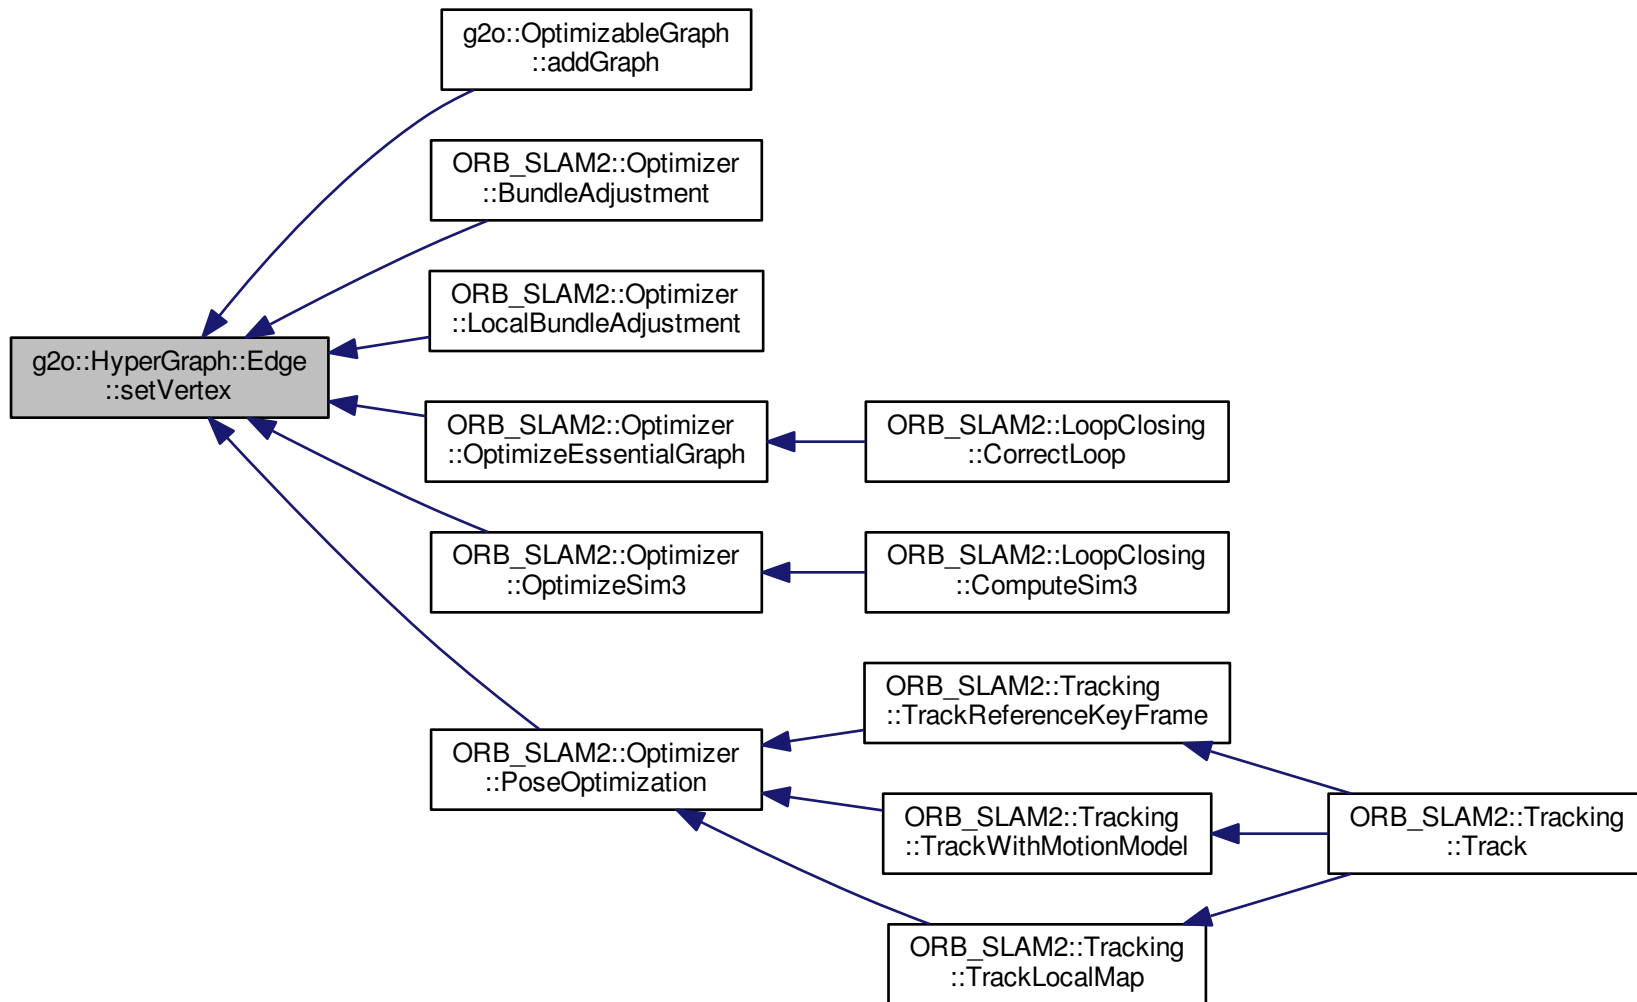 g2o::OptimizableGraph
::addGraph
ORB_SLAM2::Optimizer
::BundleAdjustment
ORB_SLAM2::Optimizer
::LocalBundleAdjustment
g2o::HyperGraph::Edge
::setVertex
ORB_SLAM2::Optimizer
::OptimizeEssentialGraph
ORB_SLAM2::LoopClosing
::CorrectLoop
ORB_SLAM2::Optimizer
::OptimizeSim3
ORB_SLAM2::LoopClosing
::ComputeSim3
ORB_SLAM2::Tracking
::TrackReferenceKeyFrame
ORB_SLAM2::Optimizer
::PoseOptimization
ORB_SLAM2::Tracking
::TrackWithMotionModel
ORB_SLAM2::Tracking
::Track
ORB_SLAM2::Tracking
::TrackLocalMap